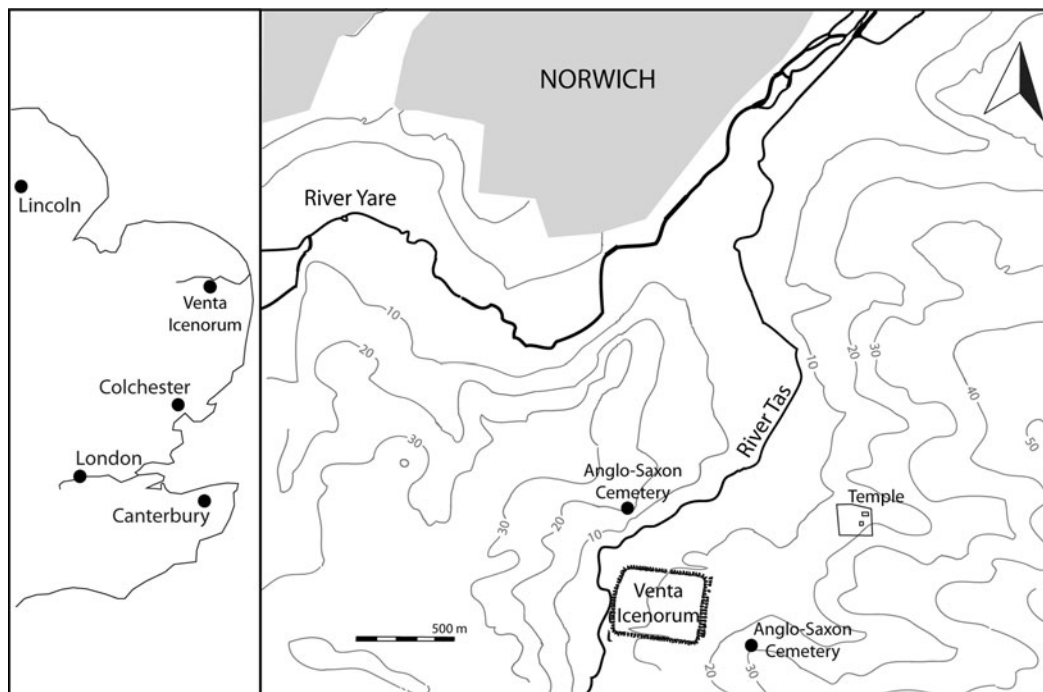 Lincoln
Venta
Icenorum
Colchester
London
Canterbury
NORWICH
River Yare
10
20
30
10
20
30
40
50
River Tas
Anglo-Saxon
Cemetery
30
20
10
Temple
Venta
Icenorum
500 m
Anglo-Saxon
Cemetery
20
30